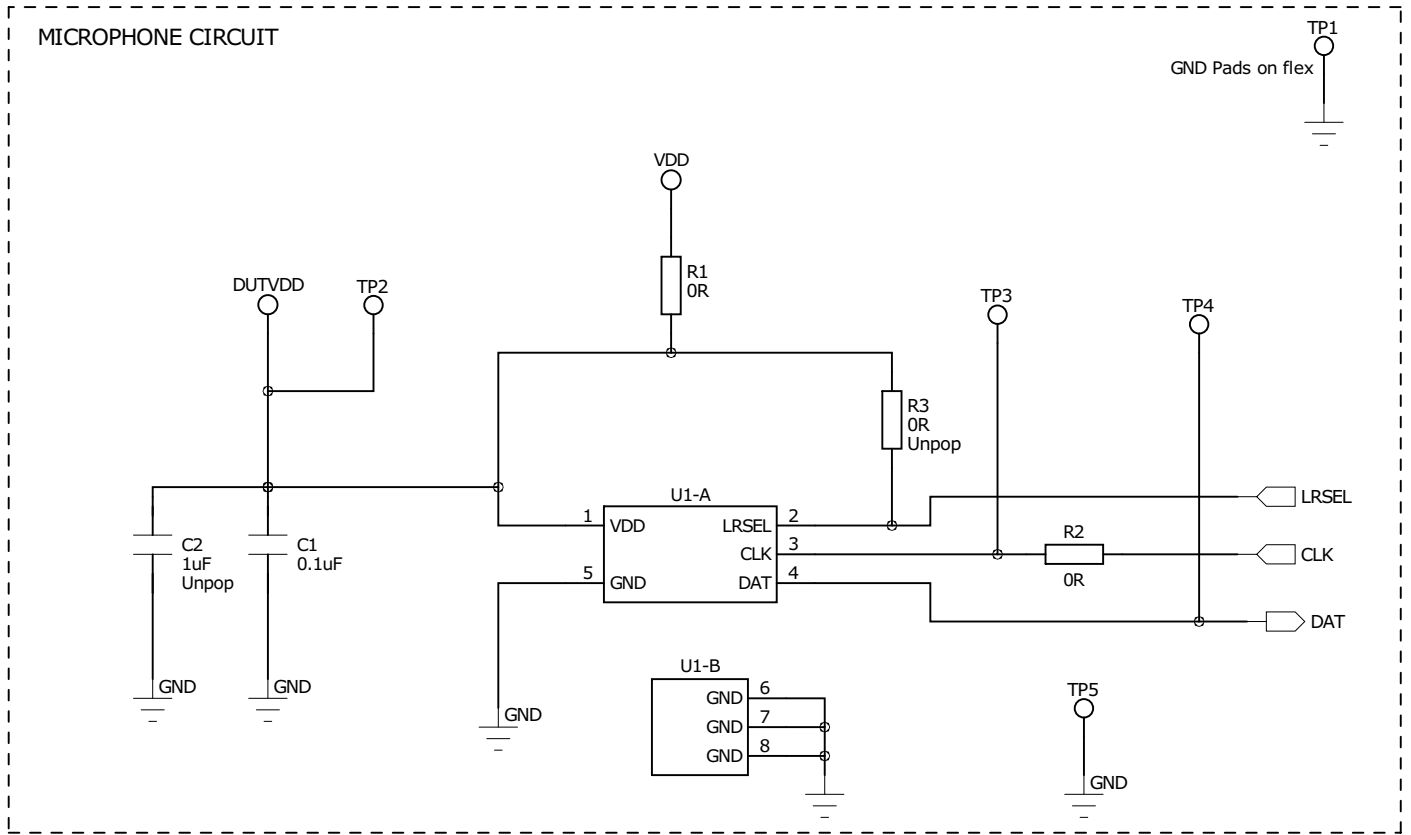 MICROPHONE CIRCUIT
TP1
GND Pads on flex
VDD
R1
0R
DUTVDD
TP2
TP3
TP4
R3
0R
Unpop
U1-A
1
VDD
LRSEL
2
LRSEL
CLK
3
R2
0R
CLK
5
GND
DAT
4
DAT
C2
1uF
Unpop
C1
0.1uF
GND
GND
GND
U1-B
GND
6
GND
7
GND
8
TP5
GND